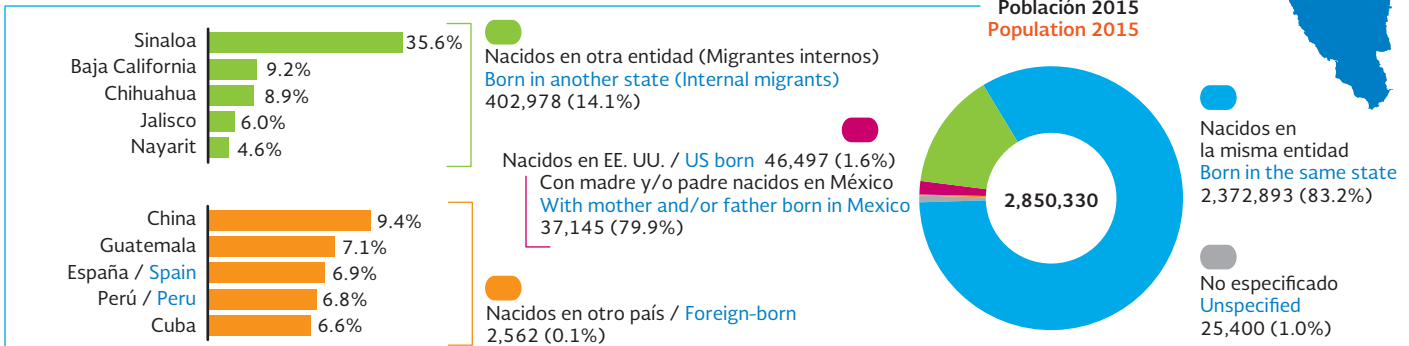 Población 2015
Population 2015
Sinaloa 35.6%
Baja California 9.2%
Chihuahua 8.9%
Jalisco 6.0%
Nayarit 4.6%
Nacidos en otra entidad (Migrantes internos)
Born in another state (Internal migrants)
402,978 (14.1%)
Nacidos en EE. UU. / US born 46,497 (1.6%)
Con madre y/o padre nacidos en México
With mother and/or father born in Mexico
37,145 (79.9%)
China 9.4%
Guatemala 7.1%
España / Spain 6.9%
Perú / Peru 6.8%
Cuba 6.6%
Nacidos en otro país / Foreign-born
2,562 (0.1%)
2,850,330
Nacidos en
la misma entidad
Born in the same state
2,372,893 (83.2%)
No especificado
Unspecified
25,400 (1.0%)